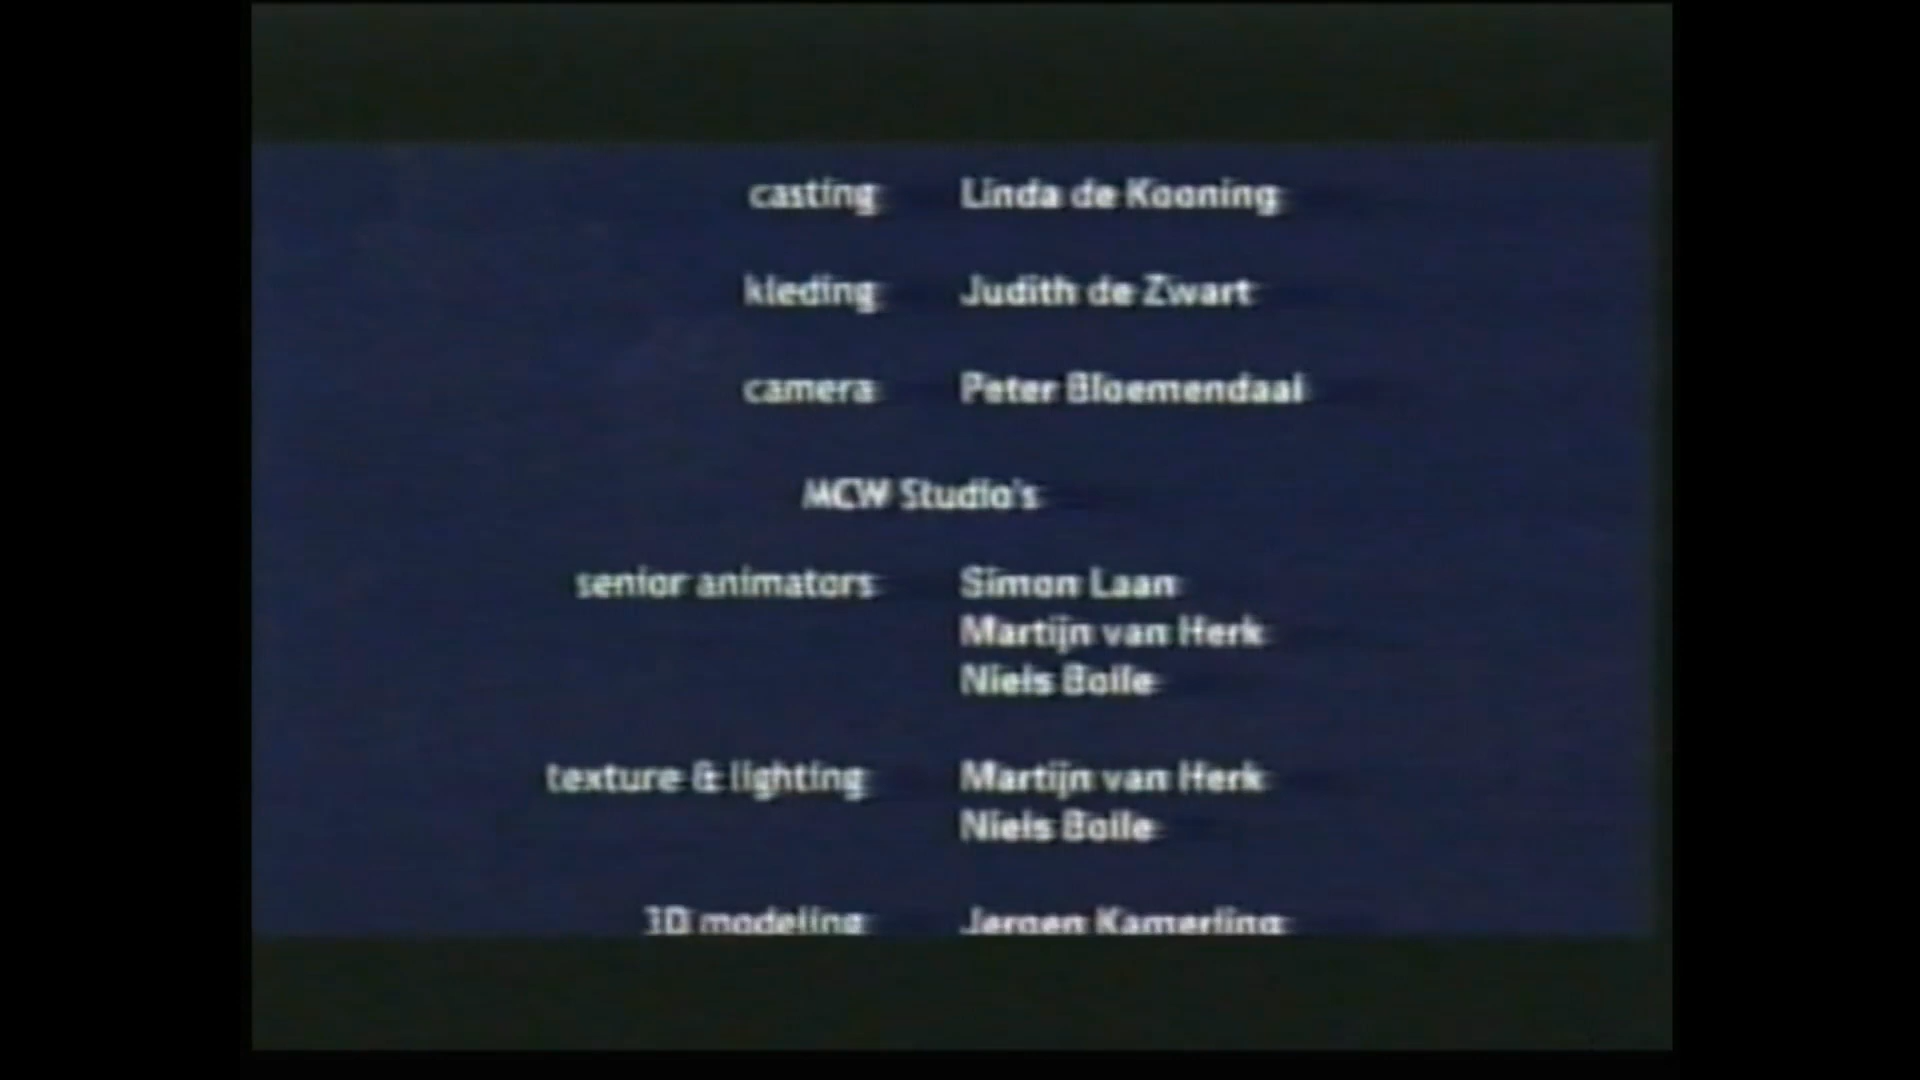 casting Linda de Kooning
kleding Judith de Zwart
camera Peter Bloemendaal
MCW Studio's
senior animators Simon Laan
Martijn van Herk
Niels Bolle
texture & lighting Martijn van Herk
Niels Bolle
3D modeling Jeroen Kamerling